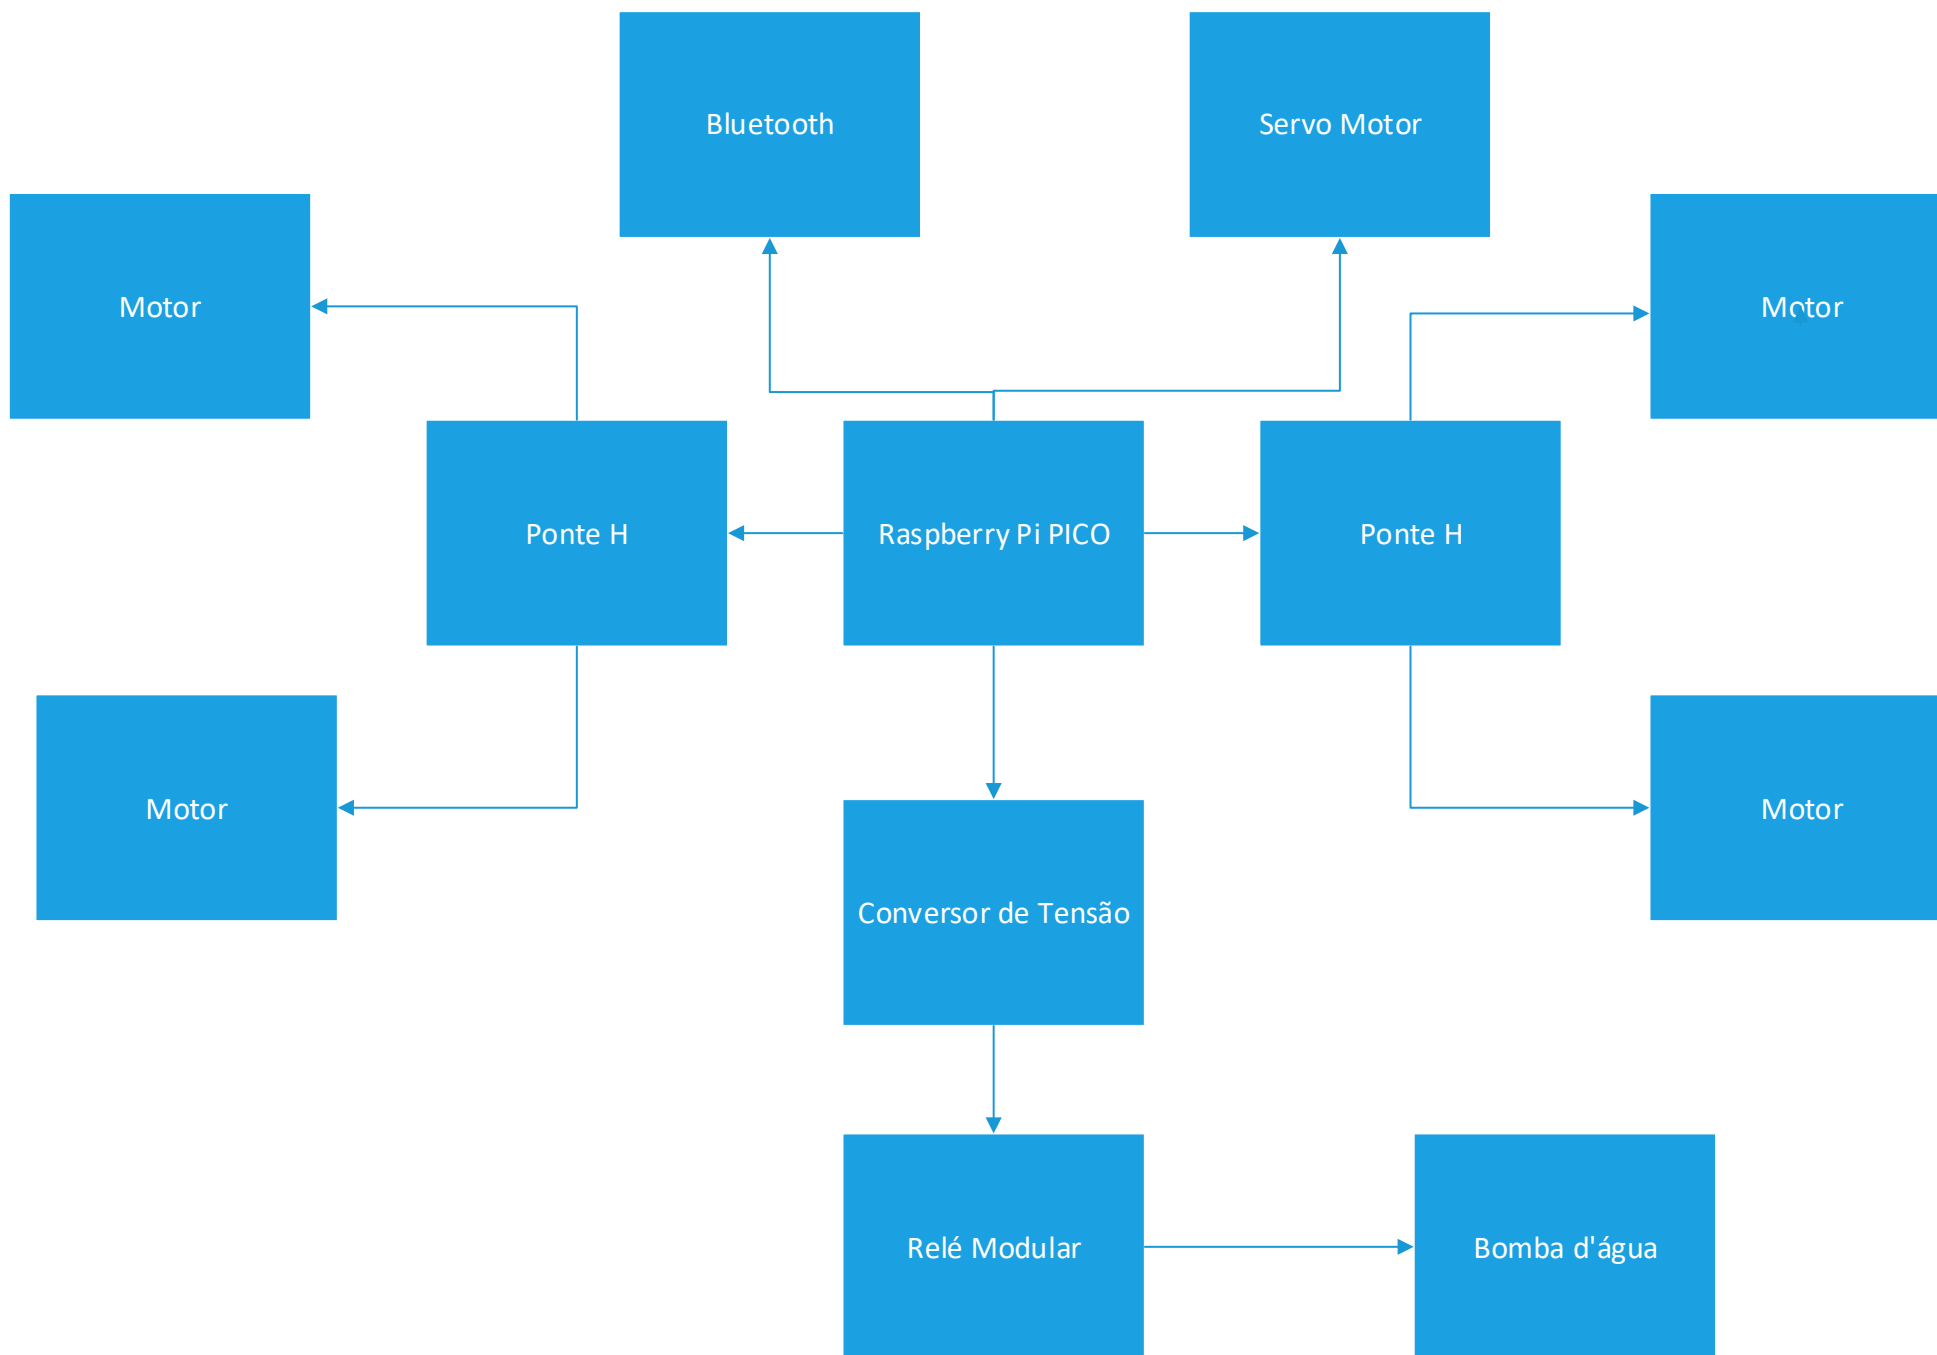 Bluetooth
Servo Motor
Motor
Motor
Ponte H
Raspberry Pi PICO
Ponte H
Motor
Motor
Conversor de Tensão
Relé Modular
Bomba d'água